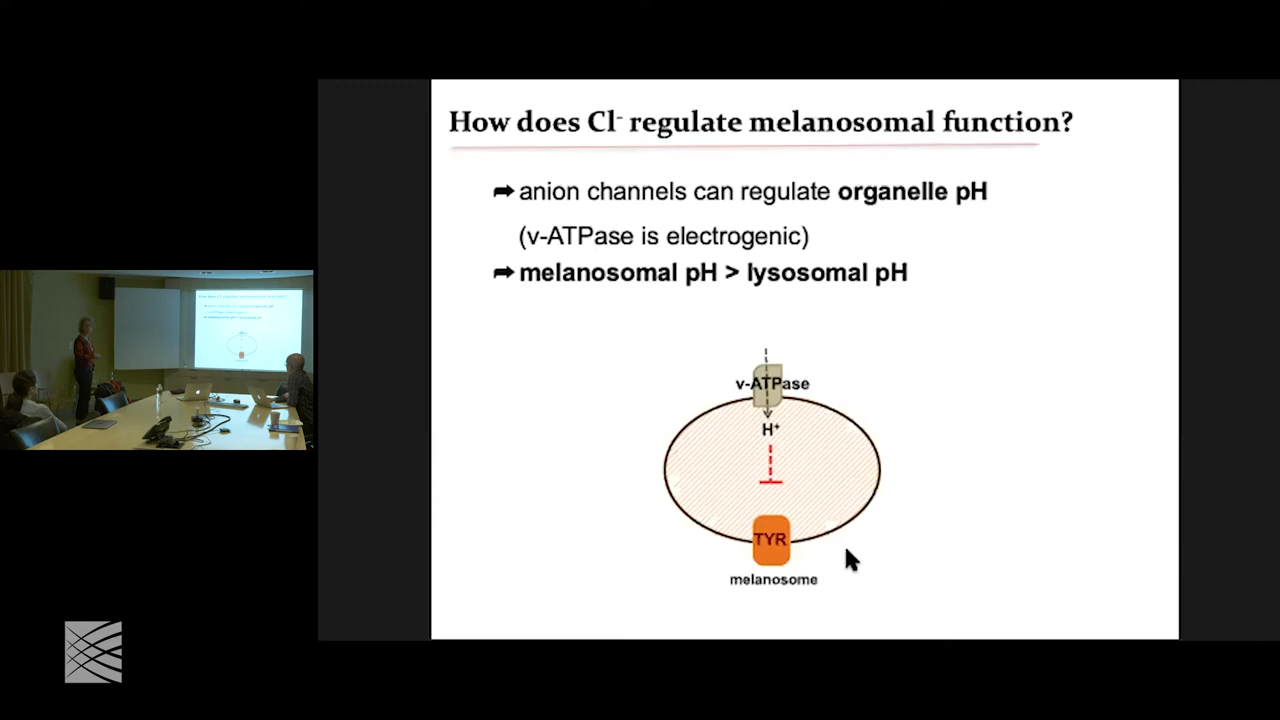 How does Cl⁻ regulate melanosomal function?
➦ anion channels can regulate organelle pH
(v-ATPase is electrogenic)
➦ melanosomal pH > lysosomal pH
v-ATPase
H⁺
TYR
melanosome